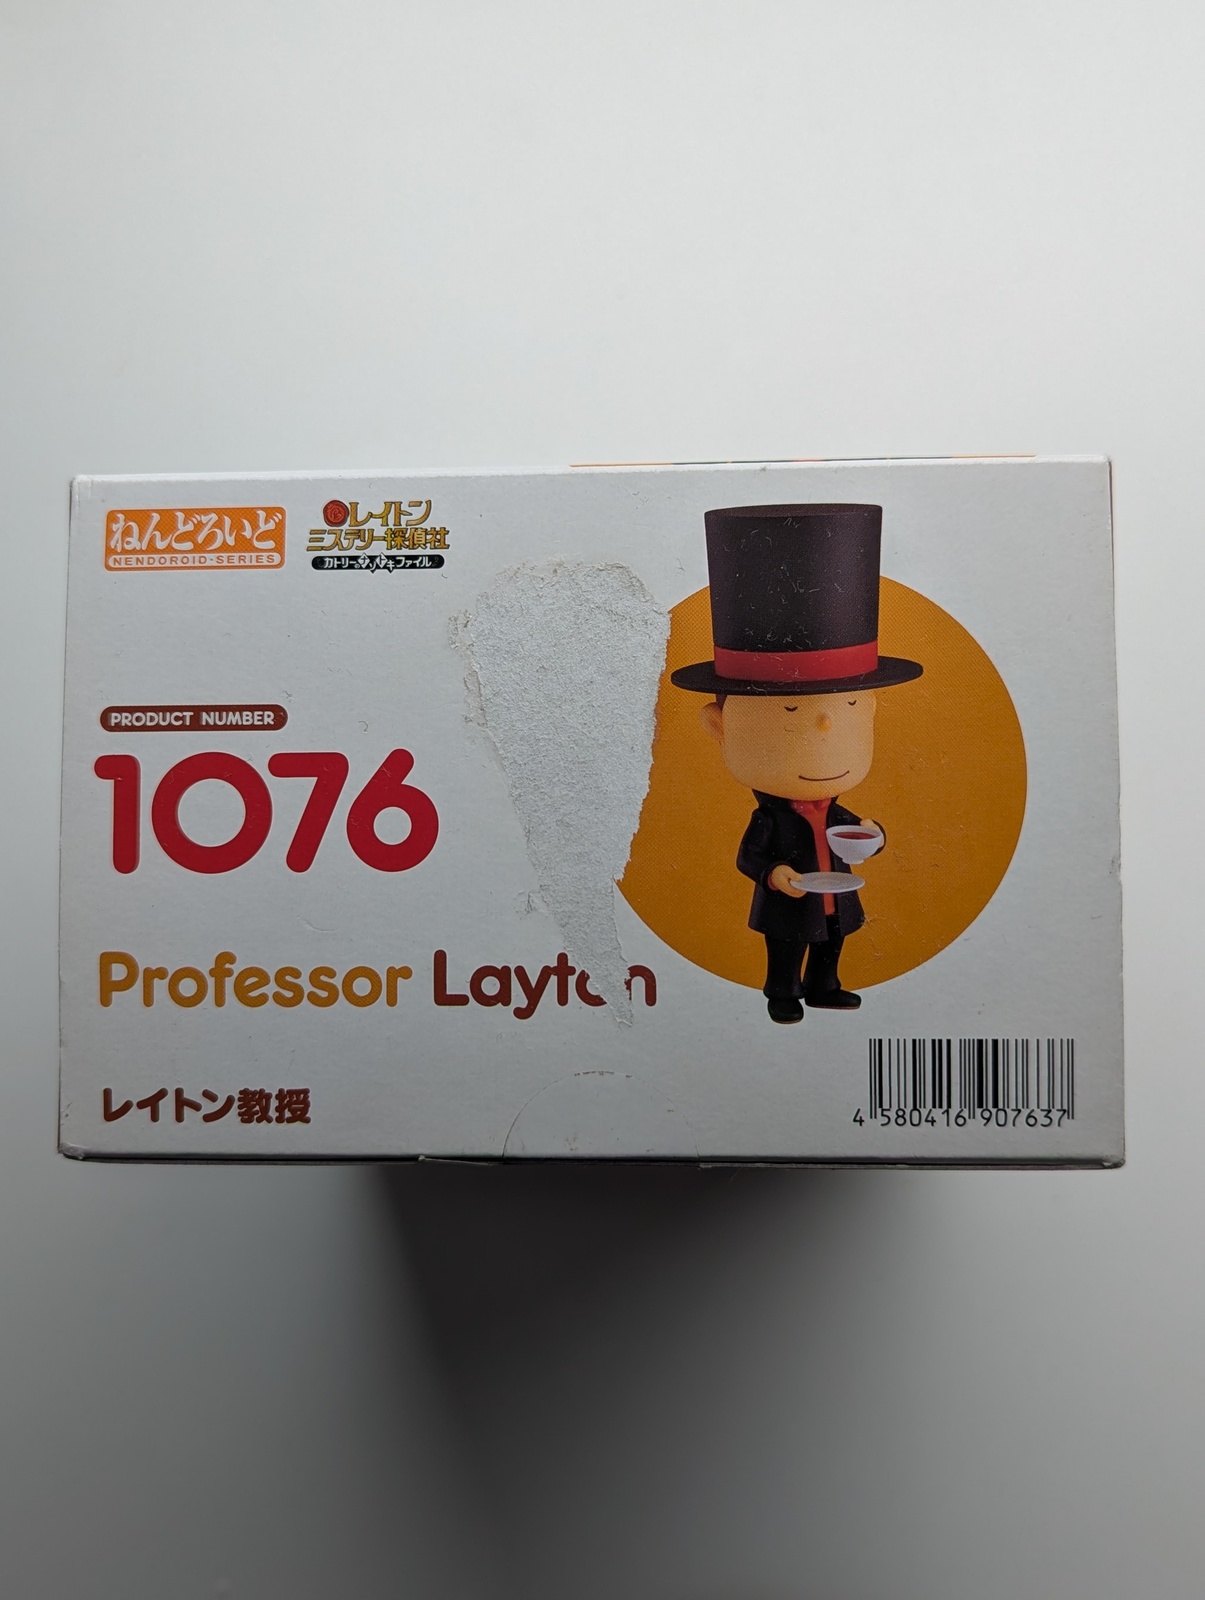 ねんどろいど
NENDOROID-SERIES
レイトン
ミステリー探偵社
カトリーのナゾトキファイル
PRODUCT NUMBER
1076
Professor Layton
レイトン教授
4 580416 907637